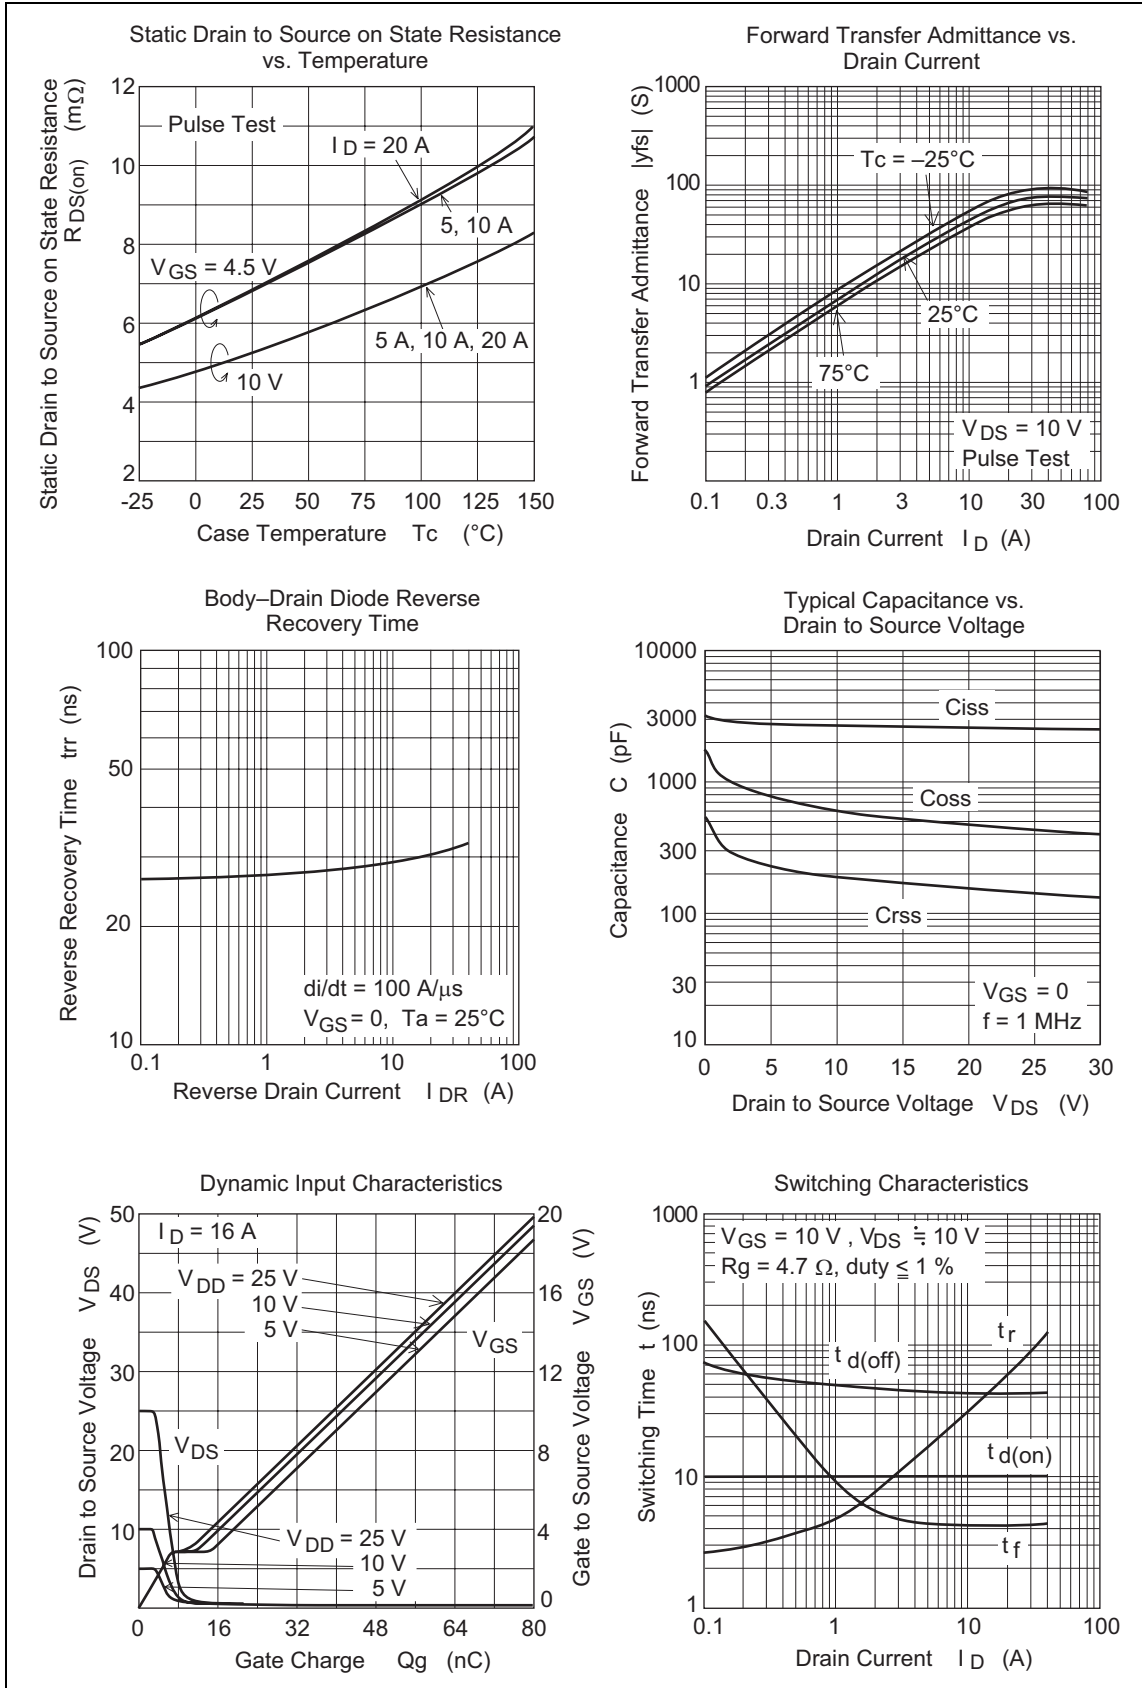 Static Drain to Source on State Resistance
vs. Temperature
Static Drain to Source on State Resistance
R DS(on) (mΩ)
12
10
8
6
4
2
Pulse Test
I D = 20 A
5, 10 A
V GS = 4.5 V
5 A, 10 A, 20 A
10 V
-25 0 25 50 75 100 125 150
Case Temperature Tc (°C)
Forward Transfer Admittance vs.
Drain Current
Forward Transfer Admittance |yfs| (S)
1000
100
10
1
Tc = –25°C
25°C
75°C
V DS = 10 V
Pulse Test
0.1 0.3 1 3 10 30 100
Drain Current I D (A)
Body–Drain Diode Reverse
Recovery Time
Reverse Recovery Time trr (ns)
100
50
20
10
di/dt = 100 A/μs
V GS = 0, Ta = 25°C
0.1 1 10 100
Reverse Drain Current I DR (A)
Typical Capacitance vs.
Drain to Source Voltage
Capacitance C (pF)
10000
3000
1000
300
100
30
10
Ciss
Coss
Crss
V GS = 0
f = 1 MHz
0 5 10 15 20 25 30
Drain to Source Voltage V DS (V)
Dynamic Input Characteristics
Drain to Source Voltage V DS (V)
50
40
30
20
10
0
I D = 16 A
V DD = 25 V
10 V
5 V
V GS
V DS
V DD = 25 V
10 V
5 V
20
16
12
8
4
0
Gate to Source Voltage V GS (V)
16 32 48 64 80
Gate Charge Qg (nC)
Switching Characteristics
Switching Time t (ns)
1000
100
10
1
V GS = 10 V , V DS ≒ 10 V
Rg = 4.7 Ω, duty ≦ 1 %
t r
t d(off)
t d(on)
t f
0.1 1 10 100
Drain Current I D (A)